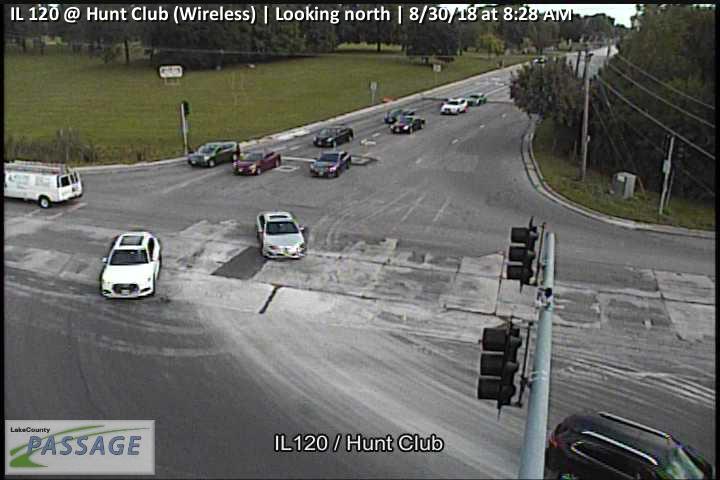 IL 120 @ Hunt Club (Wireless) | Looking north | 8/30/18 at 8:28 AM
IL120 / Hunt Club
LakeCounty
PASSAGE